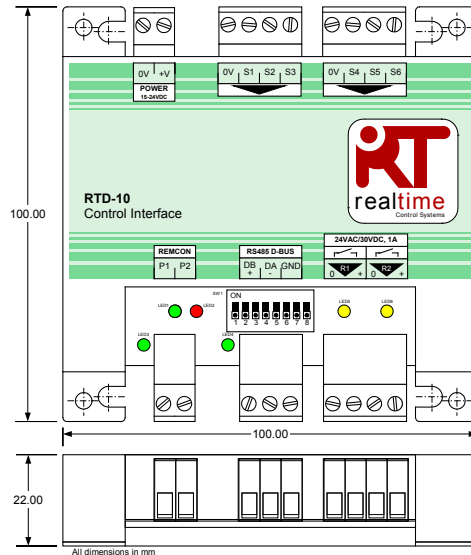 0V +V
POWER
15-24VDC
0V S1 S2 S3
0V S4 S5 S6
RT
realtime
Control Systems
RTD-10
Control Interface
100.00
REMCON
P1 P2
RS485 D-BUS
DB + DA - GND
24VAC/30VDC, 1A
R1 R2
0 + 0 +
SW1
ON
1 2 3 4 5 6 7 8
LED1
LED2
LED5
LED6
LED3
LED4
100.00
22.00
All dimensions in mm